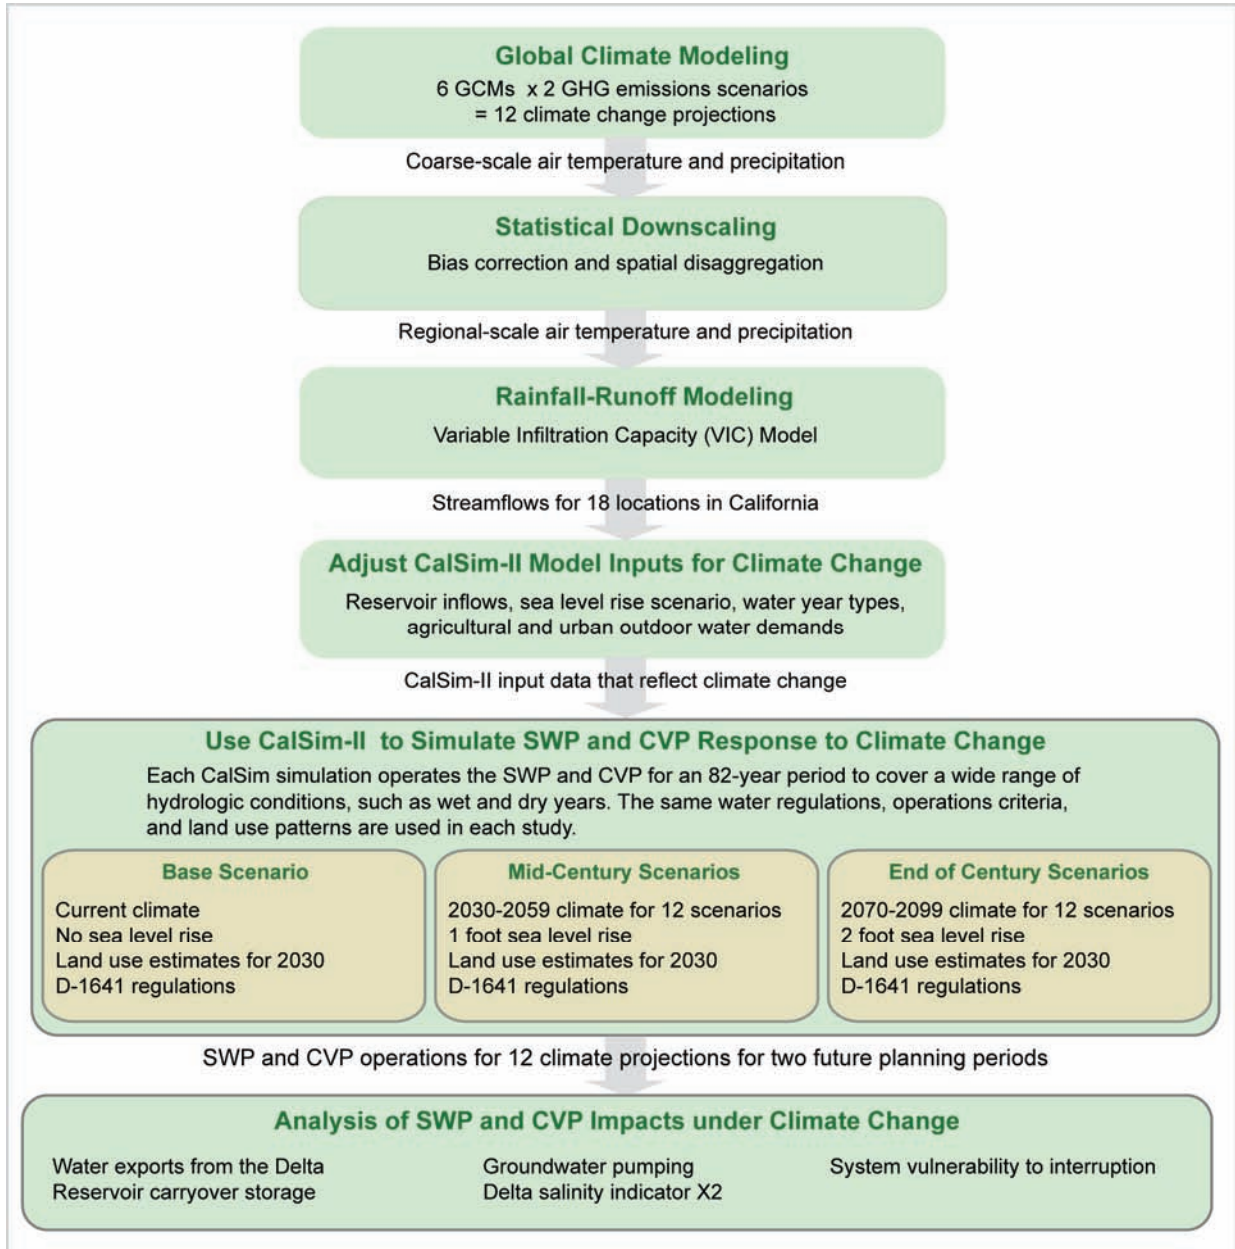 Global Climate Modeling
6 GCMs x 2 GHG emissions scenarios
= 12 climate change projections
Coarse-scale air temperature and precipitation
Statistical Downscaling
Bias correction and spatial disaggregation
Regional-scale air temperature and precipitation
Rainfall-Runoff Modeling
Variable Infiltration Capacity (VIC) Model
Streamflows for 18 locations in California
Adjust CalSim-II Model Inputs for Climate Change
Reservoir inflows, sea level rise scenario, water year types,
agricultural and urban outdoor water demands
CalSim-II input data that reflect climate change
Use CalSim-II to Simulate SWP and CVP Response to Climate Change
Each CalSim simulation operates the SWP and CVP for an 82-year period to cover a wide range of
hydrologic conditions, such as wet and dry years. The same water regulations, operations criteria,
and land use patterns are used in each study.
Base Scenario
Current climate
No sea level rise
Land use estimates for 2030
D-1641 regulations
Mid-Century Scenarios
2030-2059 climate for 12 scenarios
1 foot sea level rise
Land use estimates for 2030
D-1641 regulations
End of Century Scenarios
2070-2099 climate for 12 scenarios
2 foot sea level rise
Land use estimates for 2030
D-1641 regulations
SWP and CVP operations for 12 climate projections for two future planning periods
Analysis of SWP and CVP Impacts under Climate Change
Water exports from the Delta
Reservoir carryover storage
Groundwater pumping
Delta salinity indicator X2
System vulnerability to interruption